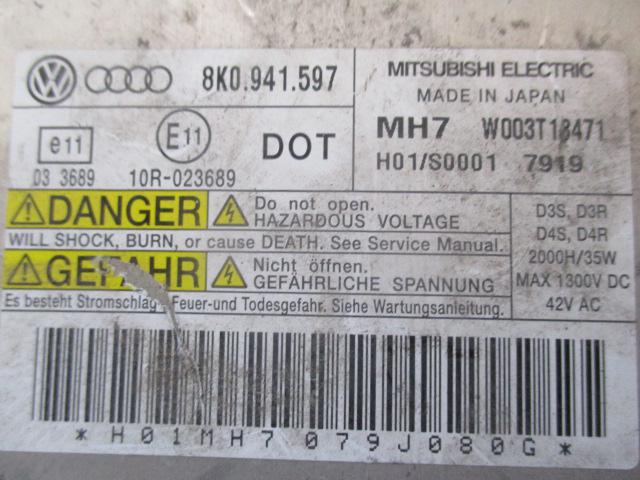 8K0.941.597
MITSUBISHI ELECTRIC
MADE IN JAPAN
e11
E11
DOT
MH7 W003T18471
03 3689
10R-023689
H01/S0001 7919
DANGER
Do not open.
HAZARDOUS VOLTAGE
WILL SHOCK, BURN, or cause DEATH. See Service Manual.
GEFAHR
Nicht öffnen.
GEFÄHRLICHE SPANNUNG
Es besteht Stromschlag-, Feuer-und Todesgefahr. Siehe Wartungsanleitung.
D3S, D3R
D4S, D4R
2000H/35W
MAX 1300V DC
42V AC
*H01MH7079J080G*